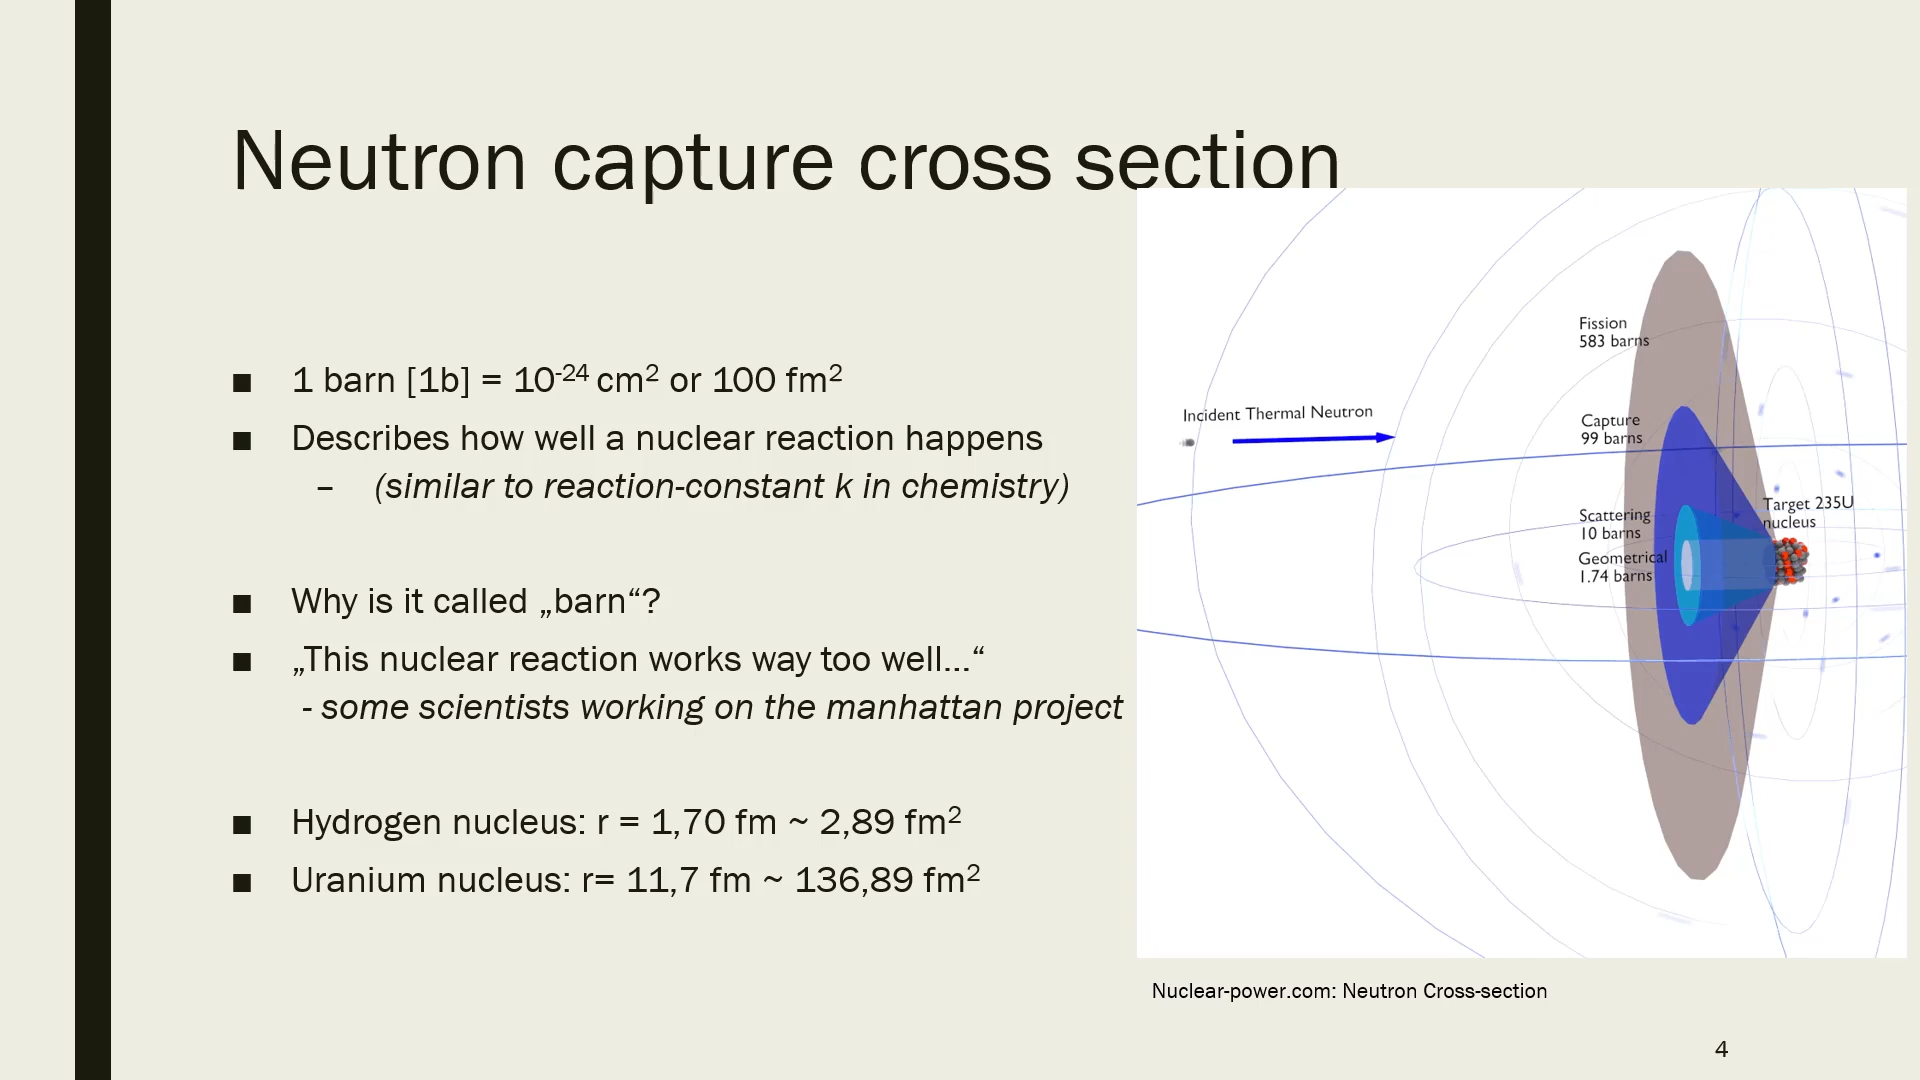 Neutron capture cross section
■ 1 barn [1b] = 10⁻²⁴ cm² or 100 fm²
■ Describes how well a nuclear reaction happens
– (similar to reaction-constant k in chemistry)
■ Why is it called „barn“?
■ „This nuclear reaction works way too well...“
- some scientists working on the manhattan project
■ Hydrogen nucleus: r = 1,70 fm ~ 2,89 fm²
■ Uranium nucleus: r= 11,7 fm ~ 136,89 fm²
Incident Thermal Neutron
Fission
583 barns
Capture
99 barns
Scattering
10 barns
Geometrical
1.74 barns
Target 235U
nucleus
Nuclear-power.com: Neutron Cross-section
4